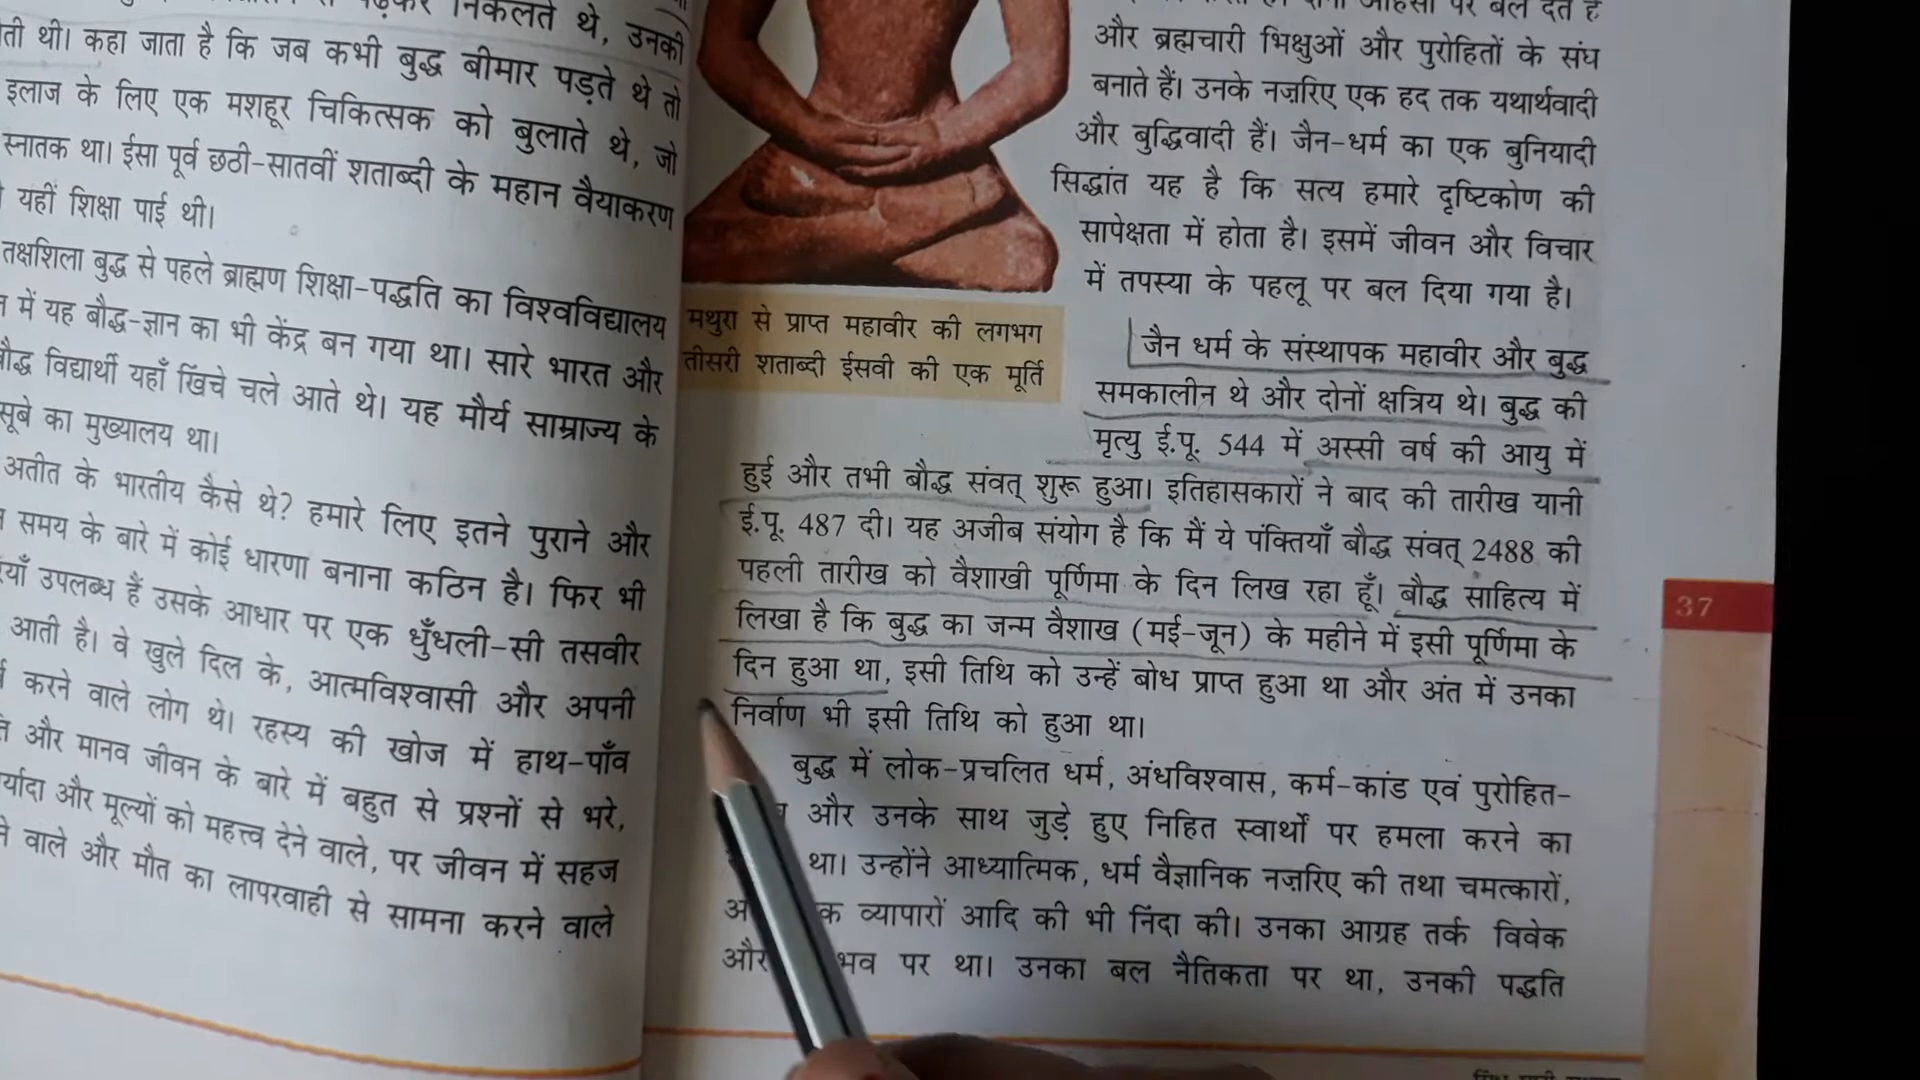 निकलते थे, उनकी
थी। कहा जाता है कि जब कभी बुद्ध बीमार पड़ते थे तो
इलाज के लिए एक मशहूर चिकित्सक को बुलाते थे, जो
स्नातक था। ईसा पूर्व छठी-सातवीं शताब्दी के महान वैयाकरण
यहीं शिक्षा पाई थी।
तक्षशिला बुद्ध से पहले ब्राह्मण शिक्षा-पद्धति का विश्वविद्यालय
में यह बौद्ध-ज्ञान का भी केंद्र बन गया था। सारे भारत और
विद्यार्थी यहाँ खिंचे चले आते थे। यह मौर्य साम्राज्य के
सूबे का मुख्यालय था।
अतीत के भारतीय कैसे थे? हमारे लिए इतने पुराने और
समय के बारे में कोई धारणा बनाना कठिन है। फिर भी
उपलब्ध हैं उसके आधार पर एक धुँधली-सी तसवीर
आती है। वे खुले दिल के, आत्मविश्वासी और अपनी
करने वाले लोग थे। रहस्य की खोज में हाथ-पाँव
और मानव जीवन के बारे में बहुत से प्रश्नों से भरे,
और मूल्यों को महत्त्व देने वाले, पर जीवन में सहज
वाले और मौत का लापरवाही से सामना करने वाले
मथुरा से प्राप्त महावीर की लगभग
तीसरी शताब्दी ईसवी की एक मूर्ति
पर बल देते हैं
और ब्रह्मचारी भिक्षुओं और पुरोहितों के संघ
बनाते हैं। उनके नज़रिए एक हद तक यथार्थवादी
और बुद्धिवादी हैं। जैन-धर्म का एक बुनियादी
सिद्धांत यह है कि सत्य हमारे दृष्टिकोण की
सापेक्षता में होता है। इसमें जीवन और विचार
में तपस्या के पहलू पर बल दिया गया है।
जैन धर्म के संस्थापक महावीर और बुद्ध
समकालीन थे और दोनों क्षत्रिय थे। बुद्ध की
मृत्यु ई.पू. 544 में अस्सी वर्ष की आयु में
हुई और तभी बौद्ध संवत् शुरू हुआ। इतिहासकारों ने बाद की तारीख यानी
ई.पू. 487 दी। यह अजीब संयोग है कि मैं ये पंक्तियाँ बौद्ध संवत् 2488 की
पहली तारीख को वैशाखी पूर्णिमा के दिन लिख रहा हूँ। बौद्ध साहित्य में
लिखा है कि बुद्ध का जन्म वैशाख (मई-जून) के महीने में इसी पूर्णिमा के
दिन हुआ था, इसी तिथि को उन्हें बोध प्राप्त हुआ था और अंत में उनका
निर्वाण भी इसी तिथि को हुआ था।
बुद्ध में लोक-प्रचलित धर्म, अंधविश्वास, कर्म-कांड एवं पुरोहित-
और उनके साथ जुड़े हुए निहित स्वार्थों पर हमला करने का
था। उन्होंने आध्यात्मिक, धर्म वैज्ञानिक नज़रिए की तथा चमत्कारों,
व्यापारों आदि की भी निंदा की। उनका आग्रह तर्क विवेक
और पर था। उनका बल नैतिकता पर था, उनकी पद्धति
37